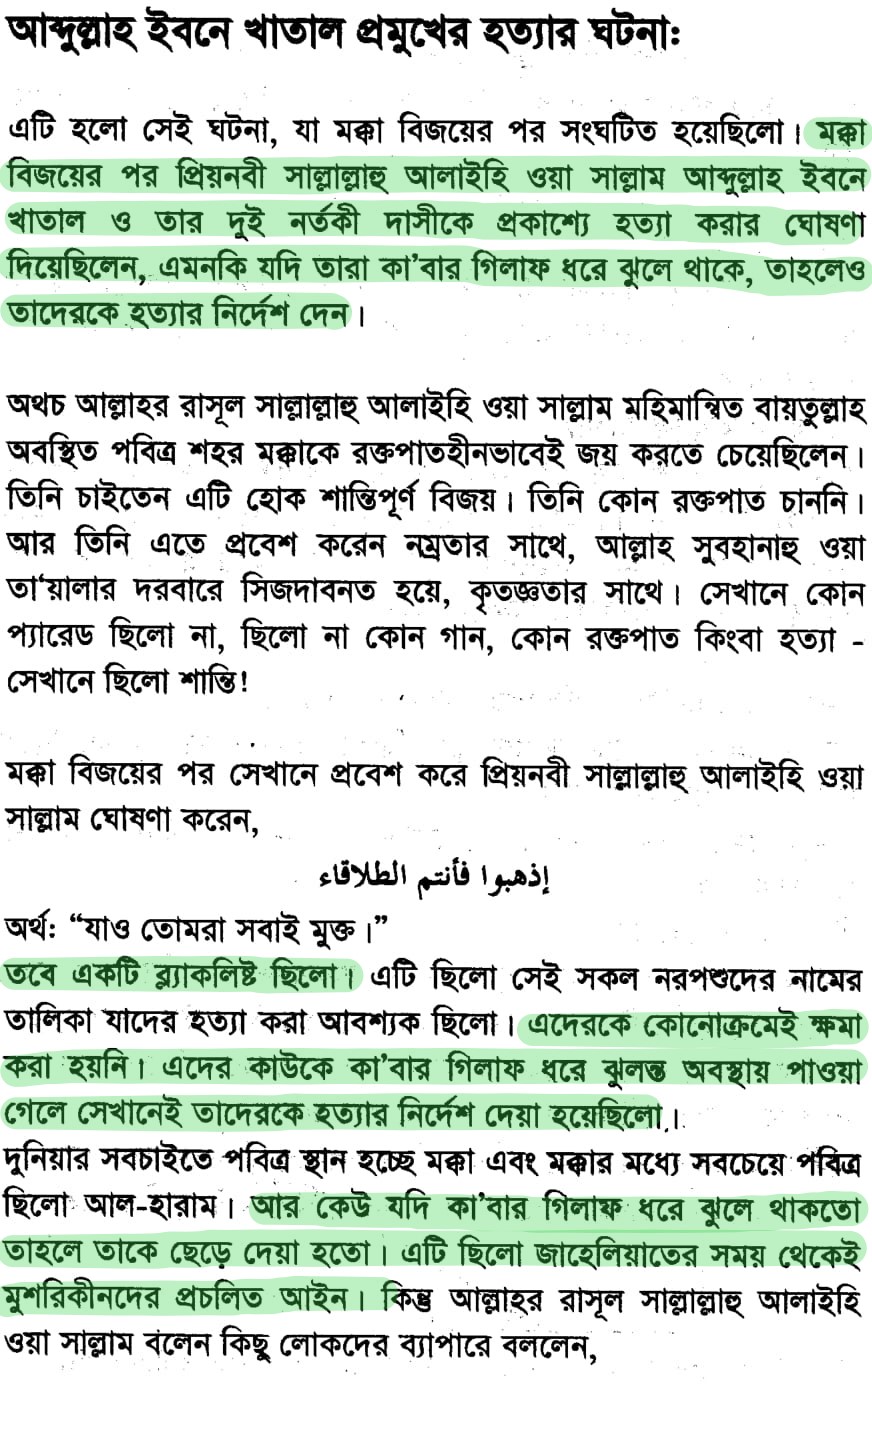 আব্দুল্লাহ ইবনে খাতাল প্রমুখের হত্যার ঘটনা:
এটি হলো সেই ঘটনা, যা মক্কা বিজয়ের পর সংঘটিত হয়েছিলো। মক্কা
বিজয়ের পর প্রিয়নবী সাল্লাল্লাহু আলাইহি ওয়া সাল্লাম আব্দুল্লাহ ইবনে
খাতাল ও তার দুই নর্তকী দাসীকে প্রকাশ্যে হত্যা করার ঘোষণা
দিয়েছিলেন, এমনকি যদি তারা কা’বার গিলাফ ধরে ঝুলে থাকে, তাহলেও
তাদেরকে হত্যার নির্দেশ দেন।
অথচ আল্লাহর রাসূল সাল্লাল্লাহু আলাইহি ওয়া সাল্লাম মহিমান্বিত বায়তুল্লাহ
অবস্থিত পবিত্র শহর মক্কাকে রক্তপাতহীনভাবেই জয় করতে চেয়েছিলেন।
তিনি চাইতেন এটি হোক শান্তিপূর্ণ বিজয়। তিনি কোন রক্তপাত চাননি।
আর তিনি এতে প্রবেশ করেন নম্রতার সাথে, আল্লাহ সুবহানাহু ওয়া
তা‘য়ালার দরবারে সিজদাবনত হয়ে, কৃতজ্ঞতার সাথে। সেখানে কোন
প্যারেড ছিলো না, ছিলো না কোন গান, কোন রক্তপাত কিংবা হত্যা -
সেখানে ছিলো শান্তি!
মক্কা বিজয়ের পর সেখানে প্রবেশ করে প্রিয়নবী সাল্লাল্লাহু আলাইহি ওয়া
সাল্লাম ঘোষণা করেন,
إذهبوا فأنتم الطلاقاء
অর্থ: “যাও তোমরা সবাই মুক্ত।”
তবে একটি ব্ল্যাকলিষ্ট ছিলো। এটি ছিলো সেই সকল নরপশুদের নামের
তালিকা যাদের হত্যা করা আবশ্যক ছিলো। এদেরকে কোনোক্রমেই ক্ষমা
করা হয়নি। এদের কাউকে কা’বার গিলাফ ধরে ঝুলন্ত অবস্থায় পাওয়া
গেলে সেখানেই তাদেরকে হত্যার নির্দেশ দেয়া হয়েছিলো।
দুনিয়ার সবচাইতে পবিত্র স্থান হচ্ছে মক্কা এবং মক্কার মধ্যে সবচেয়ে পবিত্র
ছিলো আল-হারাম। আর কেউ যদি কা’বার গিলাফ ধরে ঝুলে থাকতো
তাহলে তাকে ছেড়ে দেয়া হতো। এটি ছিলো জাহেলিয়াতের সময় থেকেই
মুশরিকীনদের প্রচলিত আইন। কিন্তু আল্লাহর রাসূল সাল্লাল্লাহু আলাইহি
ওয়া সাল্লাম বলেন কিছু লোকদের ব্যাপারে বললেন,